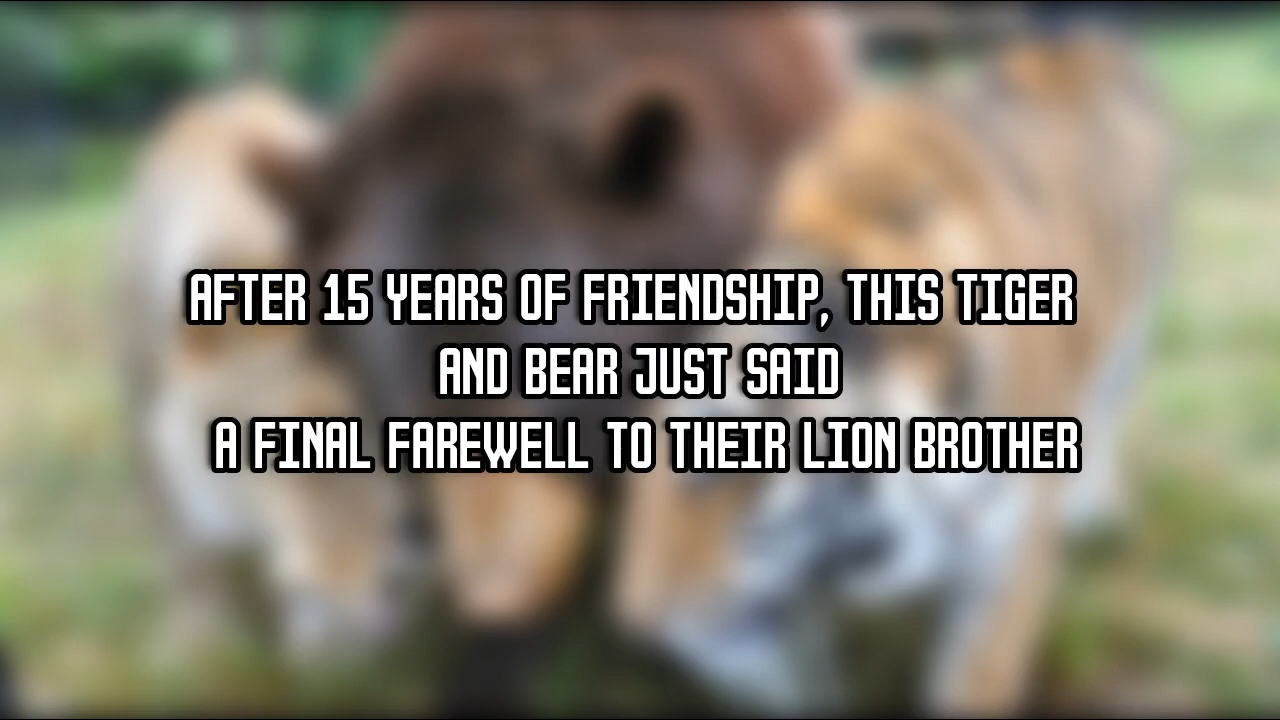 AFTER 15 YEARS OF FRIENDSHIP, THIS TIGER
AND BEAR JUST SAID
A FINAL FAREWELL TO THEIR LION BROTHER